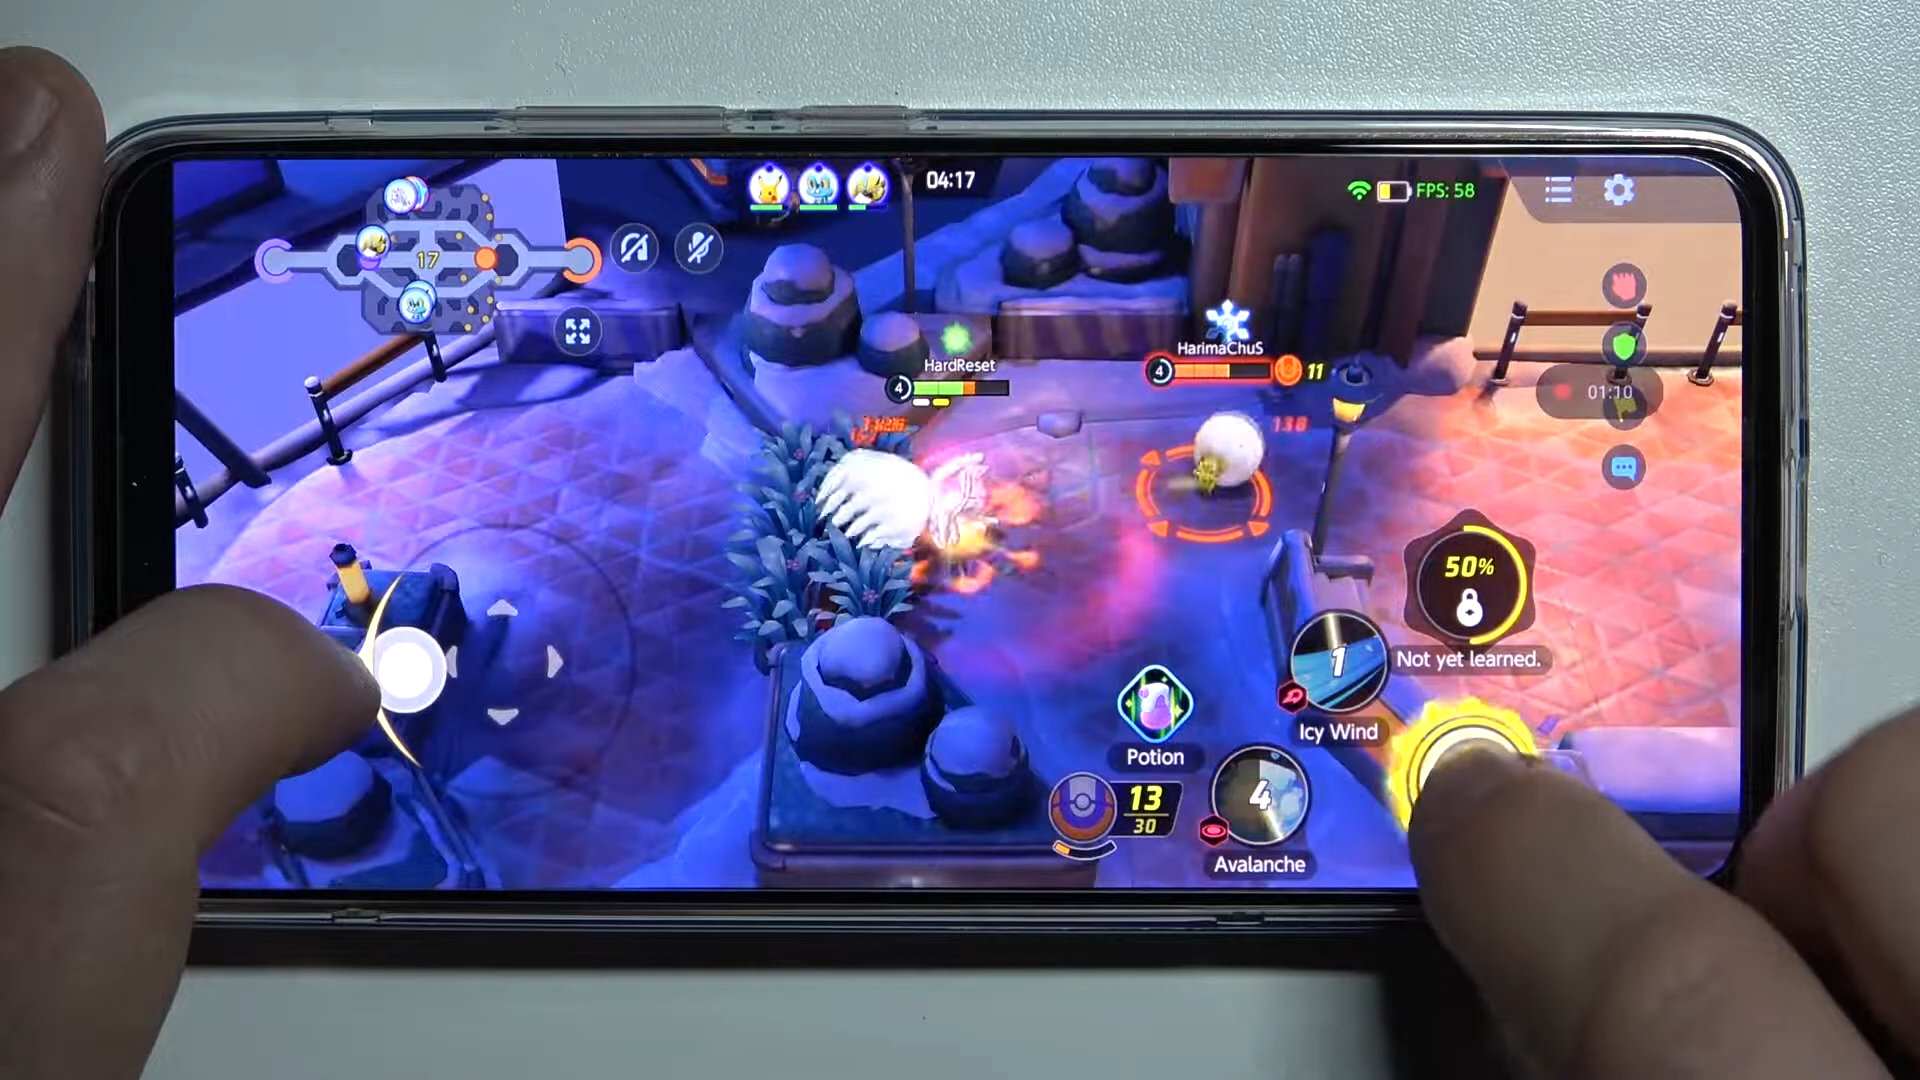 04:17
FPS: 58
17
HardReset
4
HarimaChuS
4
11
138
01:10
50%
Not yet learned.
1
Icy Wind
Potion
13
30
4
Avalanche